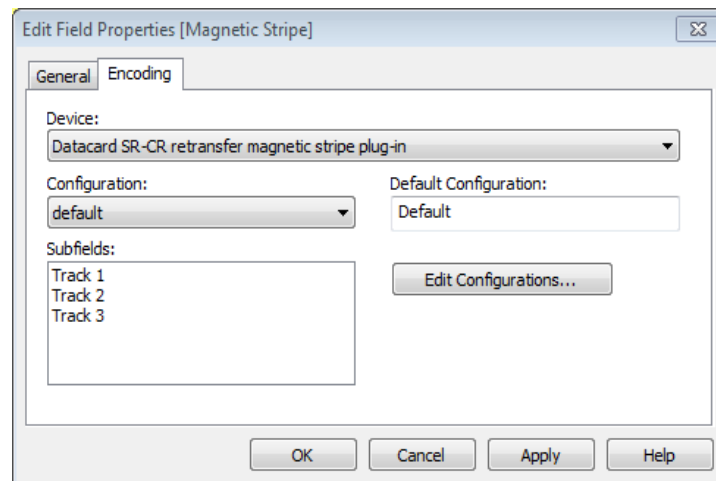 Edit Field Properties [Magnetic Stripe]
General Encoding
Device:
Datacard SR-CR retransfer magnetic stripe plug-in
Configuration: Default Configuration:
default Default
Subfields:
Track 1
Track 2
Track 3
Edit Configurations...
OK Cancel Apply Help